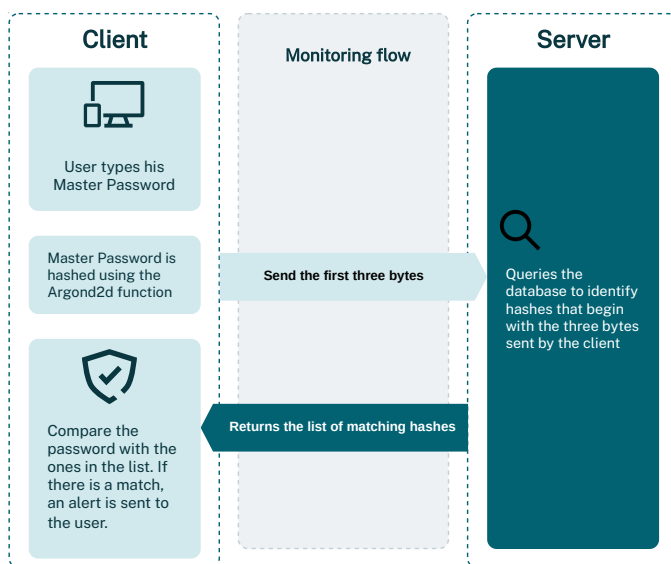 Client
Monitoring flow
Server
User types his
Master Password
Master Password is
hashed using the
Argond2d function
Send the first three bytes
Queries the
database to identify
hashes that begin
with the three bytes
sent by the client
Returns the list of matching hashes
Compare the
password with the
ones in the list. If
there is a match,
an alert is sent to
the user.